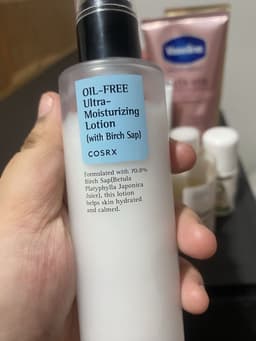 OIL-FREE
Ultra-
Moisturizing
Lotion
(with Birch Sap)
COSRX
Formulated with 70.8%
Birch Sap(Betula
Platyphylla Japonica
Juice), this lotion
helps skin hydrated
and calmed.
Vaseline